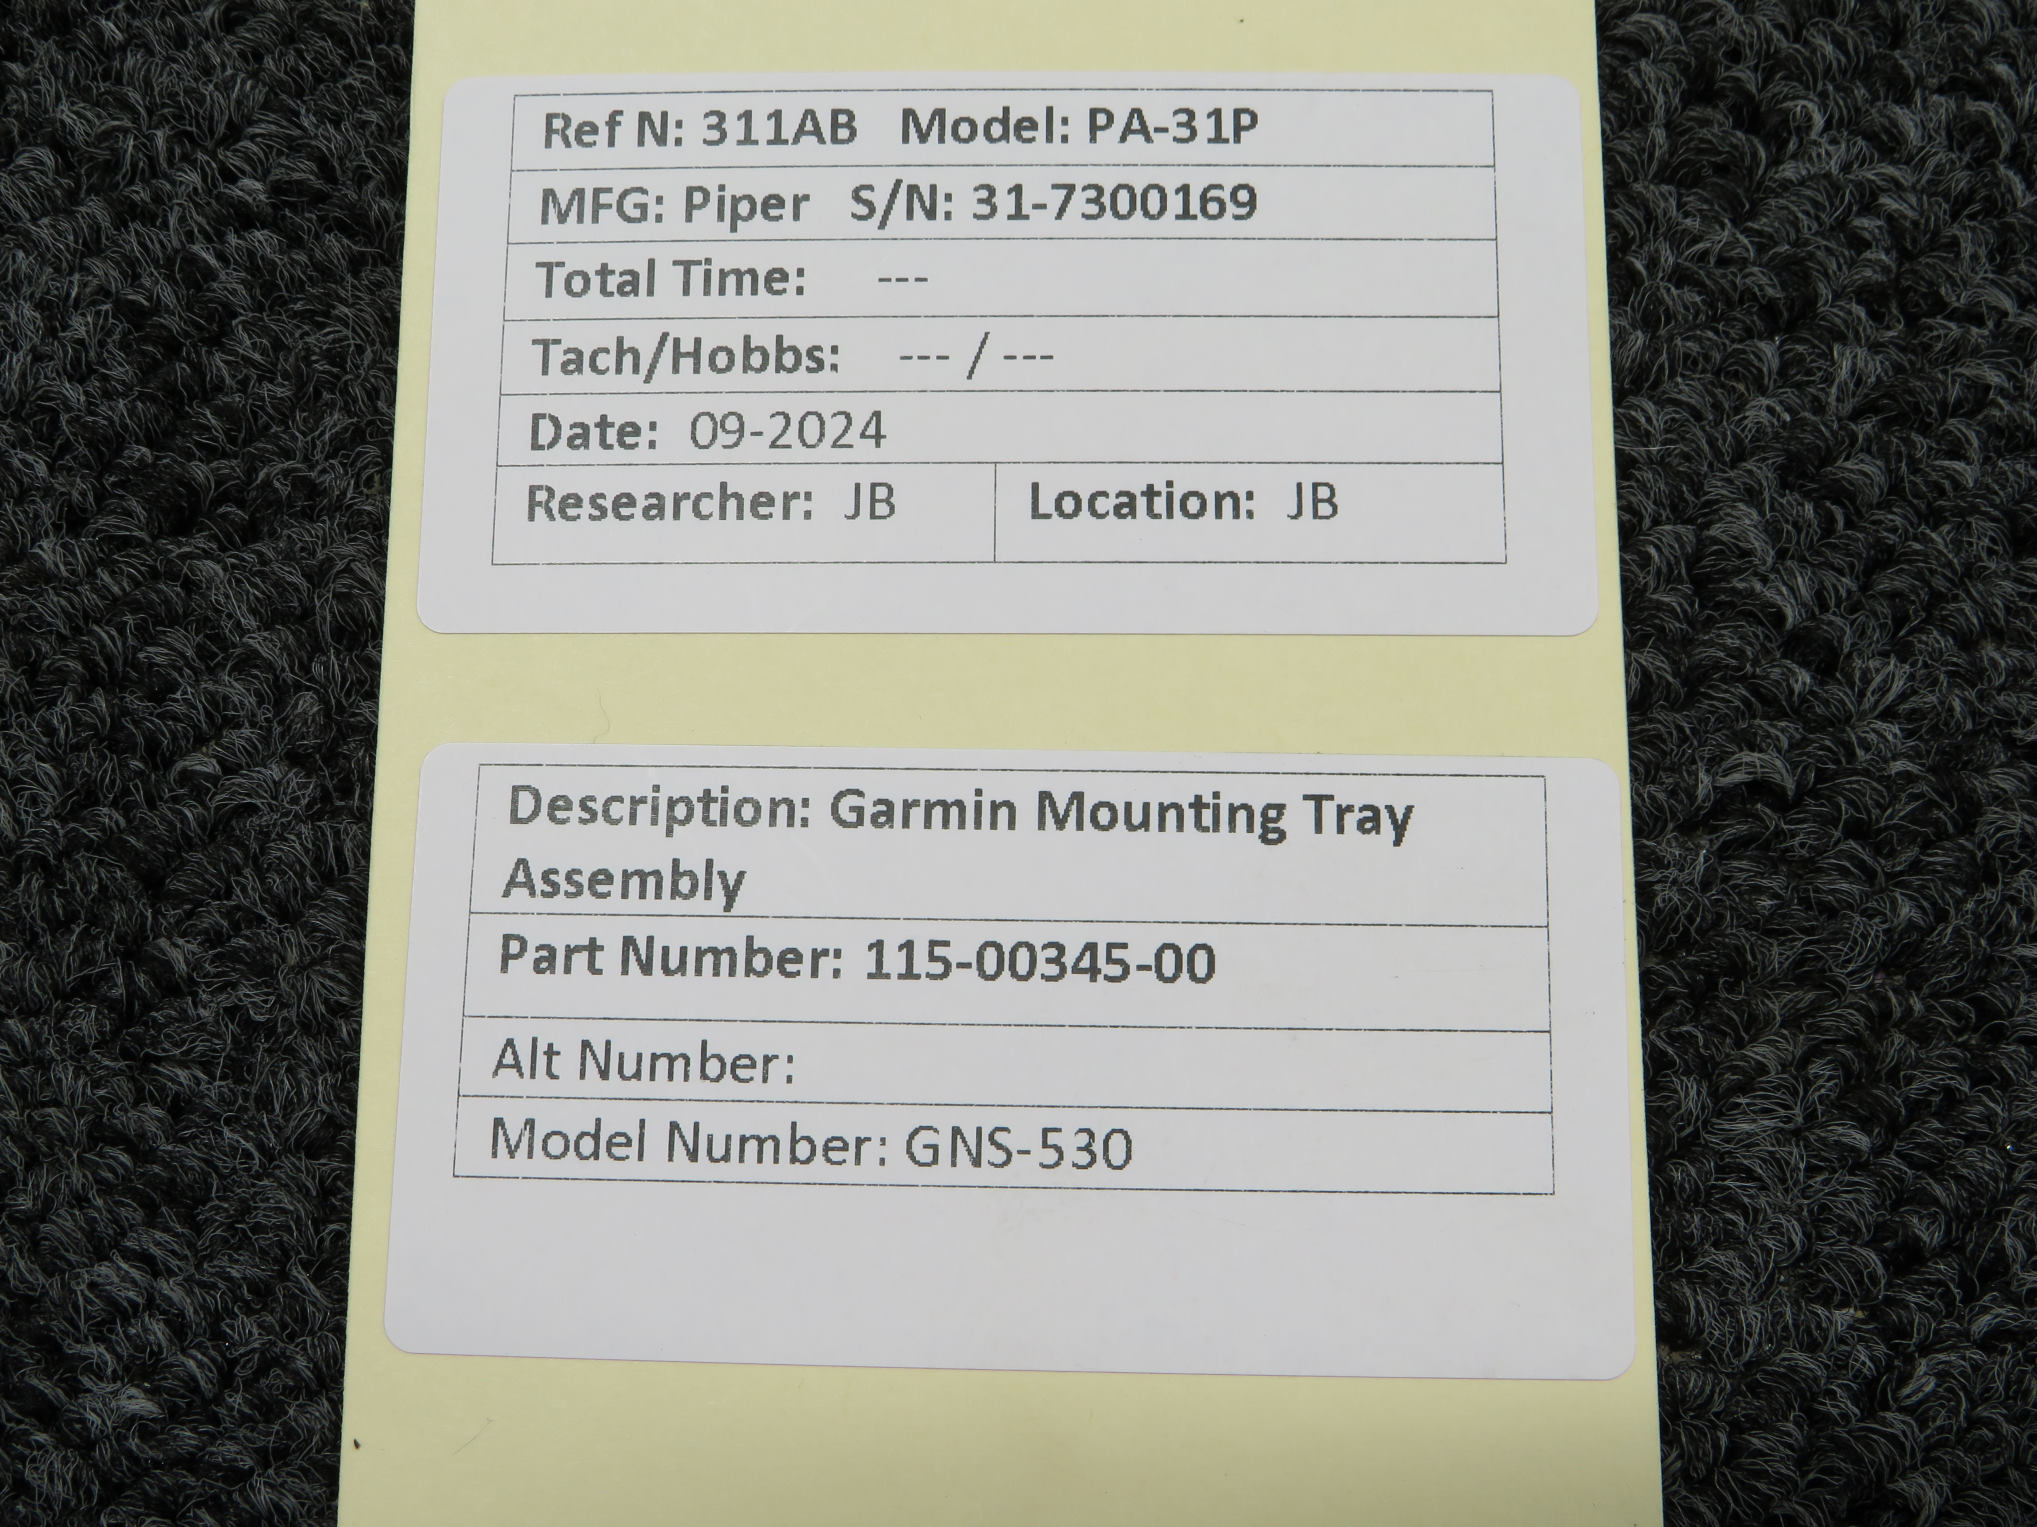 Ref N: 311AB Model: PA-31P
MFG: Piper S/N: 31-7300169
Total Time: ---
Tach/Hobbs: --- / ---
Date: 09-2024
Researcher: JB Location: JB
Description: Garmin Mounting Tray
Assembly
Part Number: 115-00345-00
Alt Number:
Model Number: GNS-530